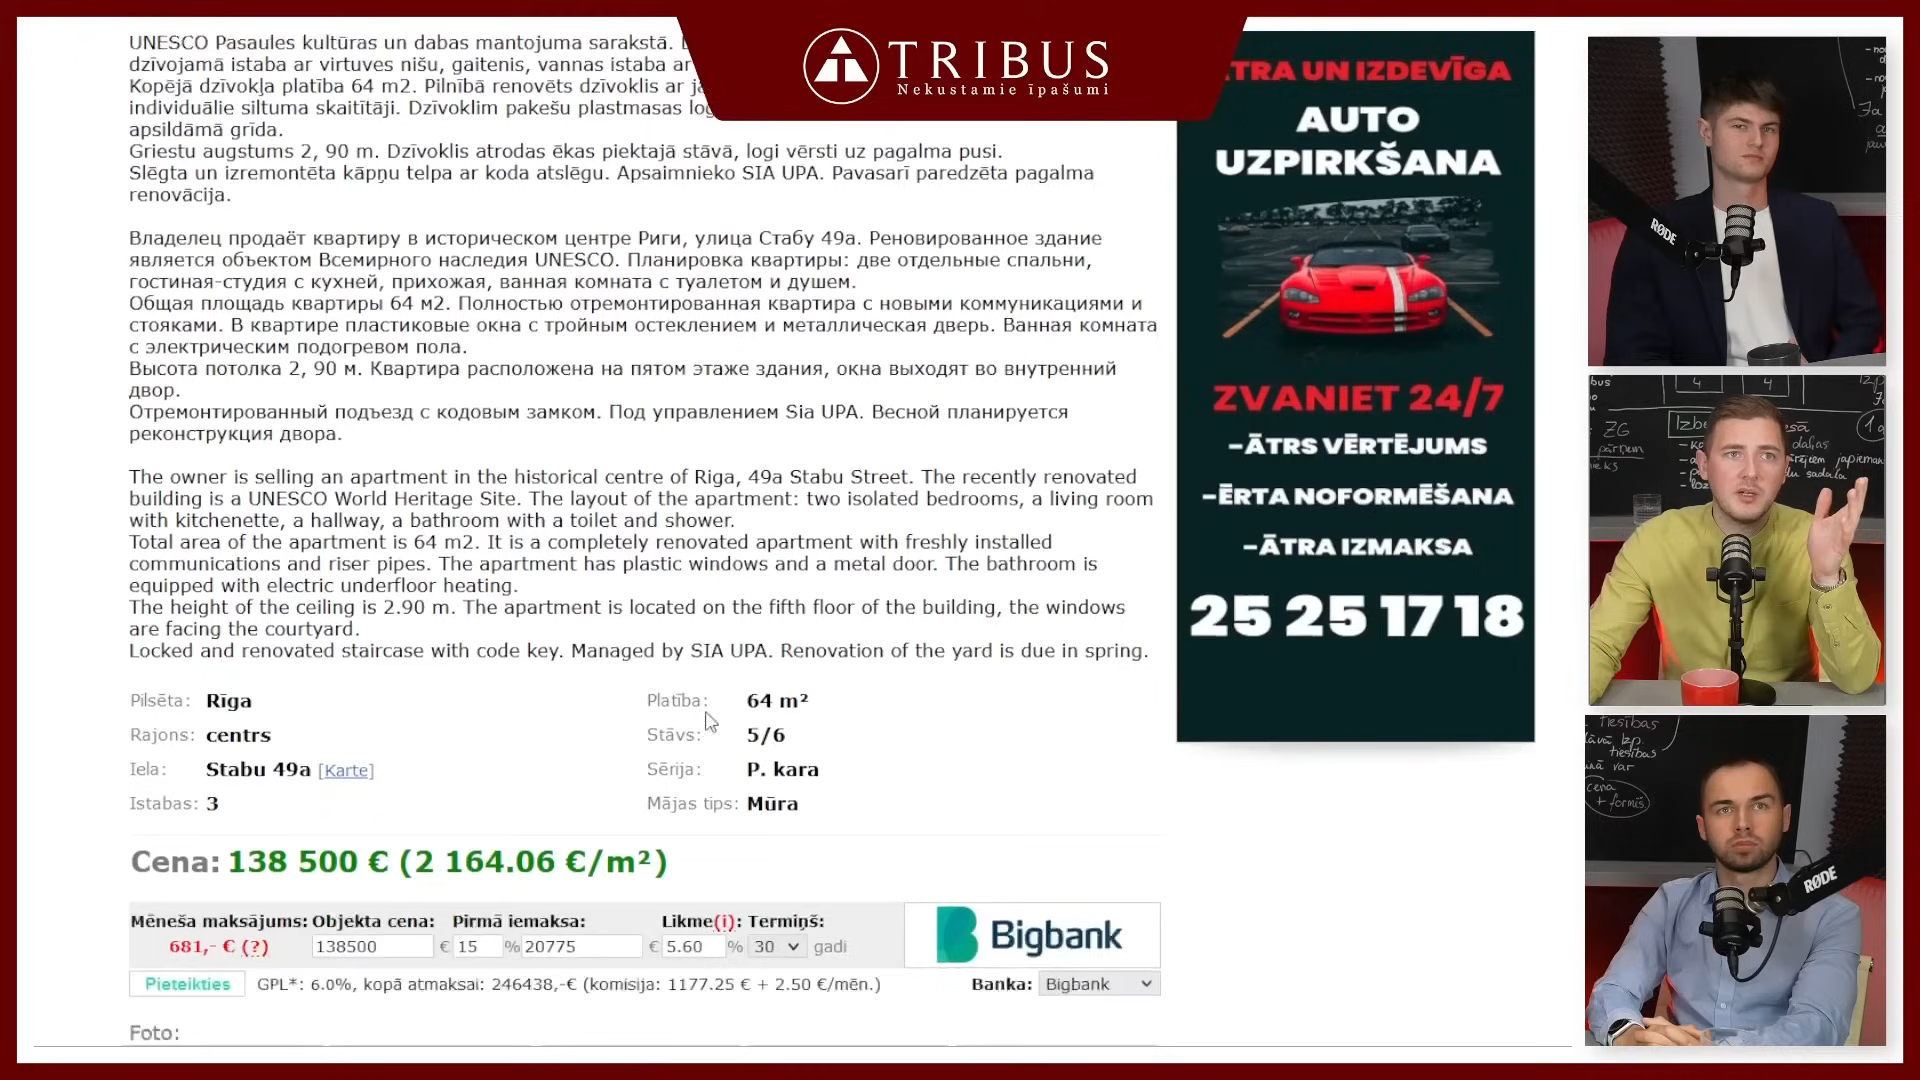 TRIBUS
Nekustamie īpašumi
UNESCO Pasaules kultūras un dabas mantojuma sarakstā.
dzīvojamā istaba ar virtuves nišu, gaitenis, vannas istaba ar
Kopējā dzīvokļa platība 64 m2. Pilnībā renovēts dzīvoklis ar
individuālie siltuma skaitītāji. Dzīvoklim pakešu plastmasas
apsildāmā grīda.
Griestu augstums 2, 90 m. Dzīvoklis atrodas ēkas piektajā stāvā, logi vērsti uz pagalma pusi.
Slēgta un izremontēta kāpņu telpa ar koda atslēgu. Apsaimnieko SIA UPA. Pavasarī paredzēta pagalma
renovācija.
Владелец продаёт квартиру в историческом центре Риги, улица Стабу 49а. Реновированное здание
является объектом Всемирного наследия UNESCO. Планировка квартиры: две отдельные спальни,
гостиная-студия с кухней, прихожая, ванная комната с туалетом и душем.
Общая площадь квартиры 64 м2. Полностью отремонтированная квартира с новыми коммуникациями и
стояками. В квартире пластиковые окна с тройным остеклением и металлическая дверь. Ванная комната
с электрическим подогревом пола.
Высота потолка 2, 90 м. Квартира расположена на пятом этаже здания, окна выходят во внутренний
двор.
Отремонтированный подъезд с кодовым замком. Под управлением Sia UPA. Весной планируется
реконструкция двора.
The owner is selling an apartment in the historical centre of Riga, 49a Stabu Street. The recently renovated
building is a UNESCO World Heritage Site. The layout of the apartment: two isolated bedrooms, a living room
with kitchenette, a hallway, a bathroom with a toilet and shower.
Total area of the apartment is 64 m2. It is a completely renovated apartment with freshly installed
communications and riser pipes. The apartment has plastic windows and a metal door. The bathroom is
equipped with electric underfloor heating.
The height of the ceiling is 2.90 m. The apartment is located on the fifth floor of the building, the windows
are facing the courtyard.
Locked and renovated staircase with code key. Managed by SIA UPA. Renovation of the yard is due in spring.
Pilsēta: Rīga
Rajons: centrs
Iela: Stabu 49a [Karte]
Istabas: 3
Platība: 64 m²
Stāvs: 5/6
Sērija: P. kara
Mājas tips: Mūra
Cena: 138 500 € (2 164.06 €/m²)
Mēneša maksājums: Objekta cena: Pirmā iemaksa: Likme(i): Termiņš:
681,- € (?) 138500 € 15 % 20775 € 5.60 % 30 gadi
Bigbank
Pieteikties GPL*: 6.0%, kopā atmaksai: 246438,-€ (komisija: 1177.25 € + 2.50 €/mēn.) Banka: Bigbank
Foto:
UN IZDEVĪGA
AUTO
UZPIRKŠANA
ZVANIET 24/7
-ĀTRS VĒRTĒJUMS
-ĒRTA NOFORMĒŠANA
-ĀTRA IZMAKSA
25 25 17 18
RØDE
4 4
ZG
RØDE
cena
+ formis